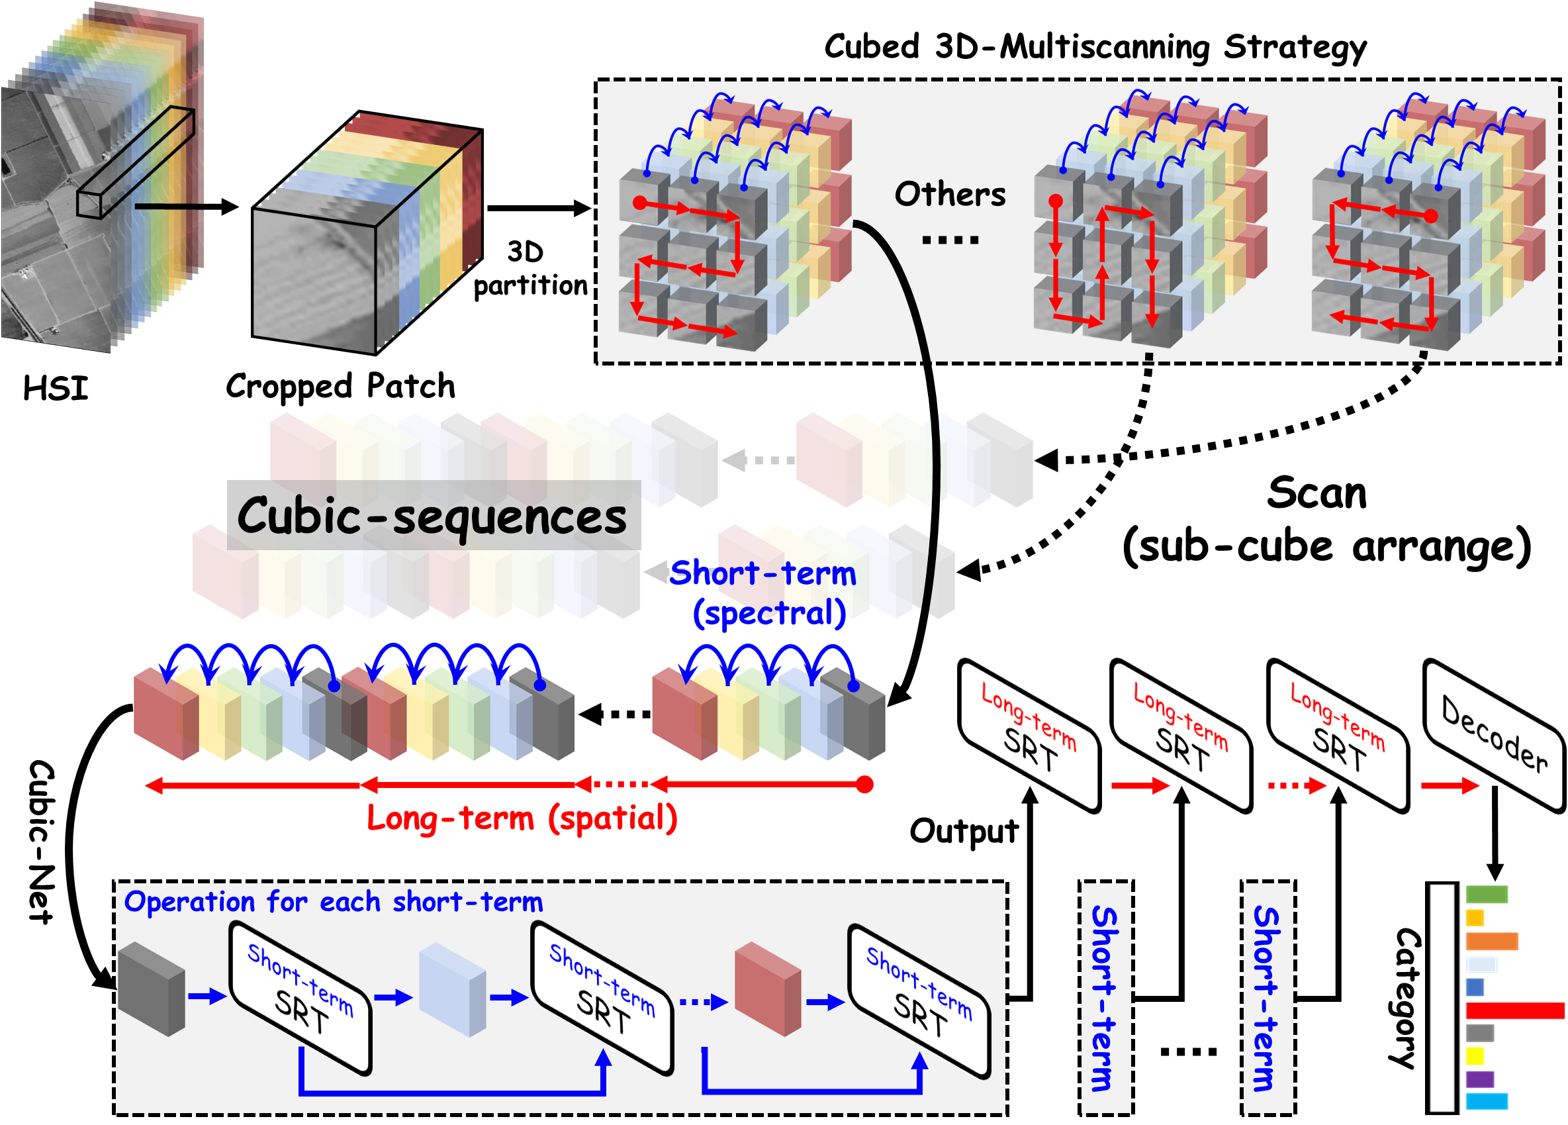 Cubed 3D-Multiscanning Strategy
Others
3D
partition
HSI
Cropped Patch
Cubic-sequences
Scan
(sub-cube arrange)
Short-term
(spectral)
Long-term (spatial)
Cubic-Net
Long-term
SRT
Long-term
SRT
Long-term
SRT
Decoder
Output
Operation for each short-term
Short-term
SRT
Short-term
SRT
Short-term
SRT
Short-term
Short-term
Category